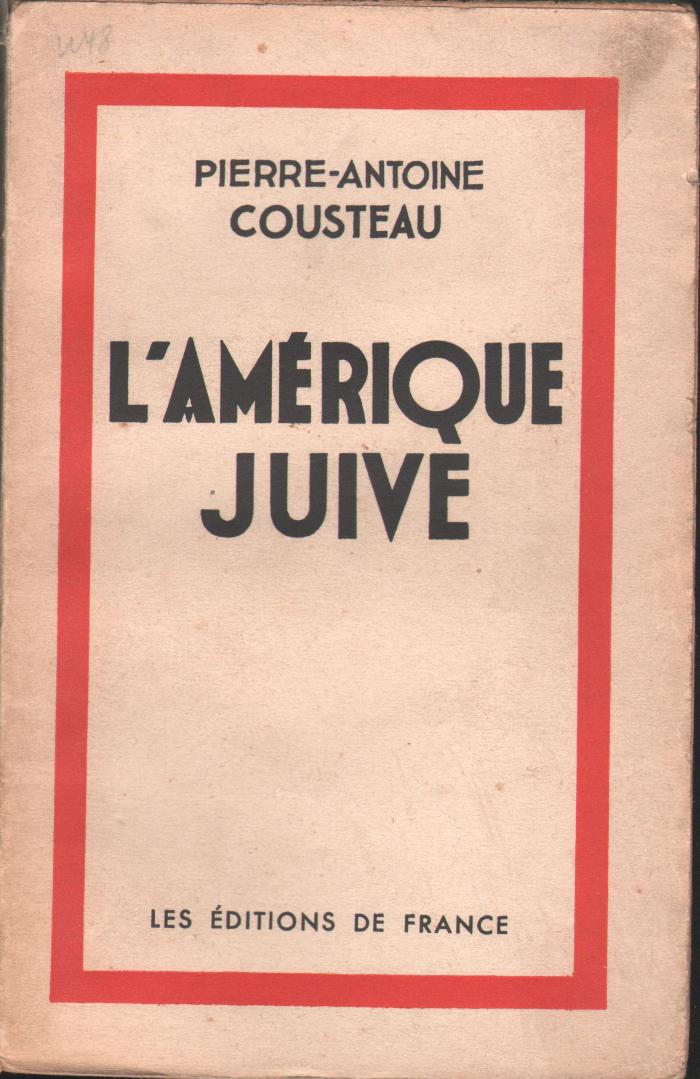 PIERRE-ANTOINE
COUSTEAU
L'AMÉRIQUE
JUIVE
LES ÉDITIONS DE FRANCE